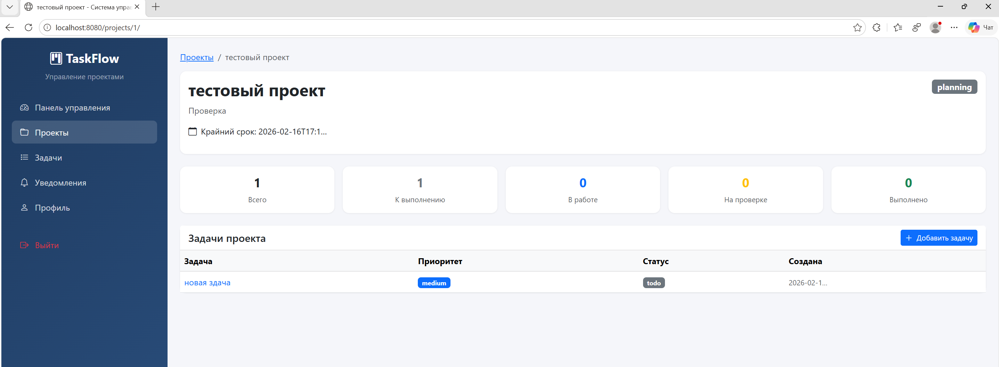 тестовый проект - Система управ
localhost:8080/projects/1/
Чат
TaskFlow
Управление проектами
Панель управления
Проекты
Задачи
Уведомления
Профиль
Выйти
Проекты / тестовый проект
тестовый проект
planning
Проверка
Крайний срок: 2026-02-16T17:1...
1
Всего
1
К выполнению
0
В работе
0
На проверке
0
Выполнено
Задачи проекта
+ Добавить задачу
Задача Приоритет Статус Создана
новая здача medium todo 2026-02-1...